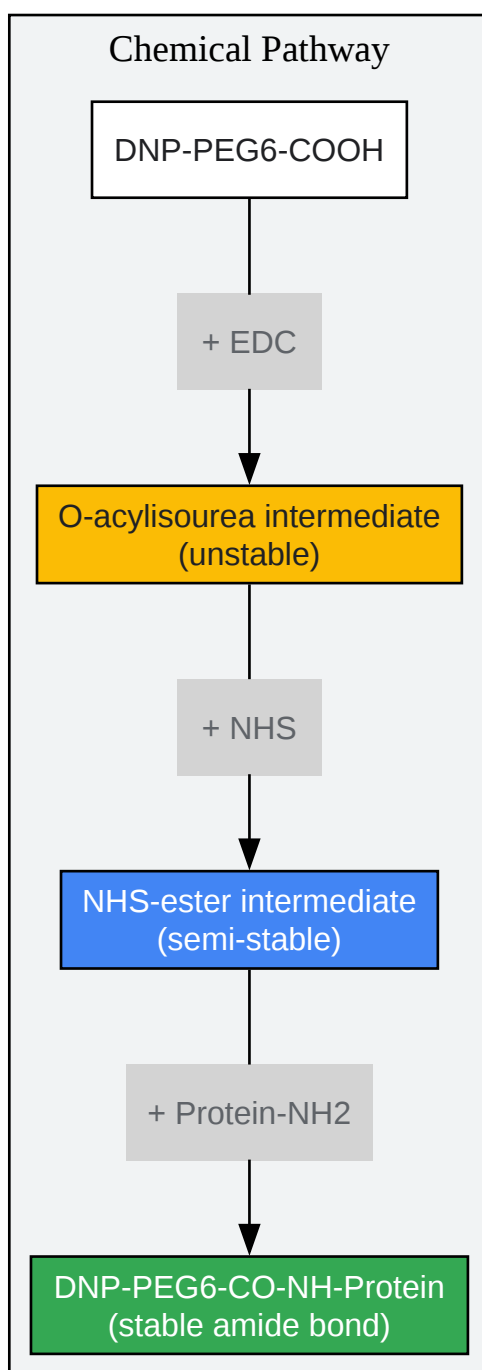 Chemical Pathway
DNP-PEG6-COOH
+ EDC
O-acylisourea intermediate
(unstable)
+ NHS
NHS-ester intermediate
(semi-stable)
+ Protein-NH2
DNP-PEG6-CO-NH-Protein
(stable amide bond)